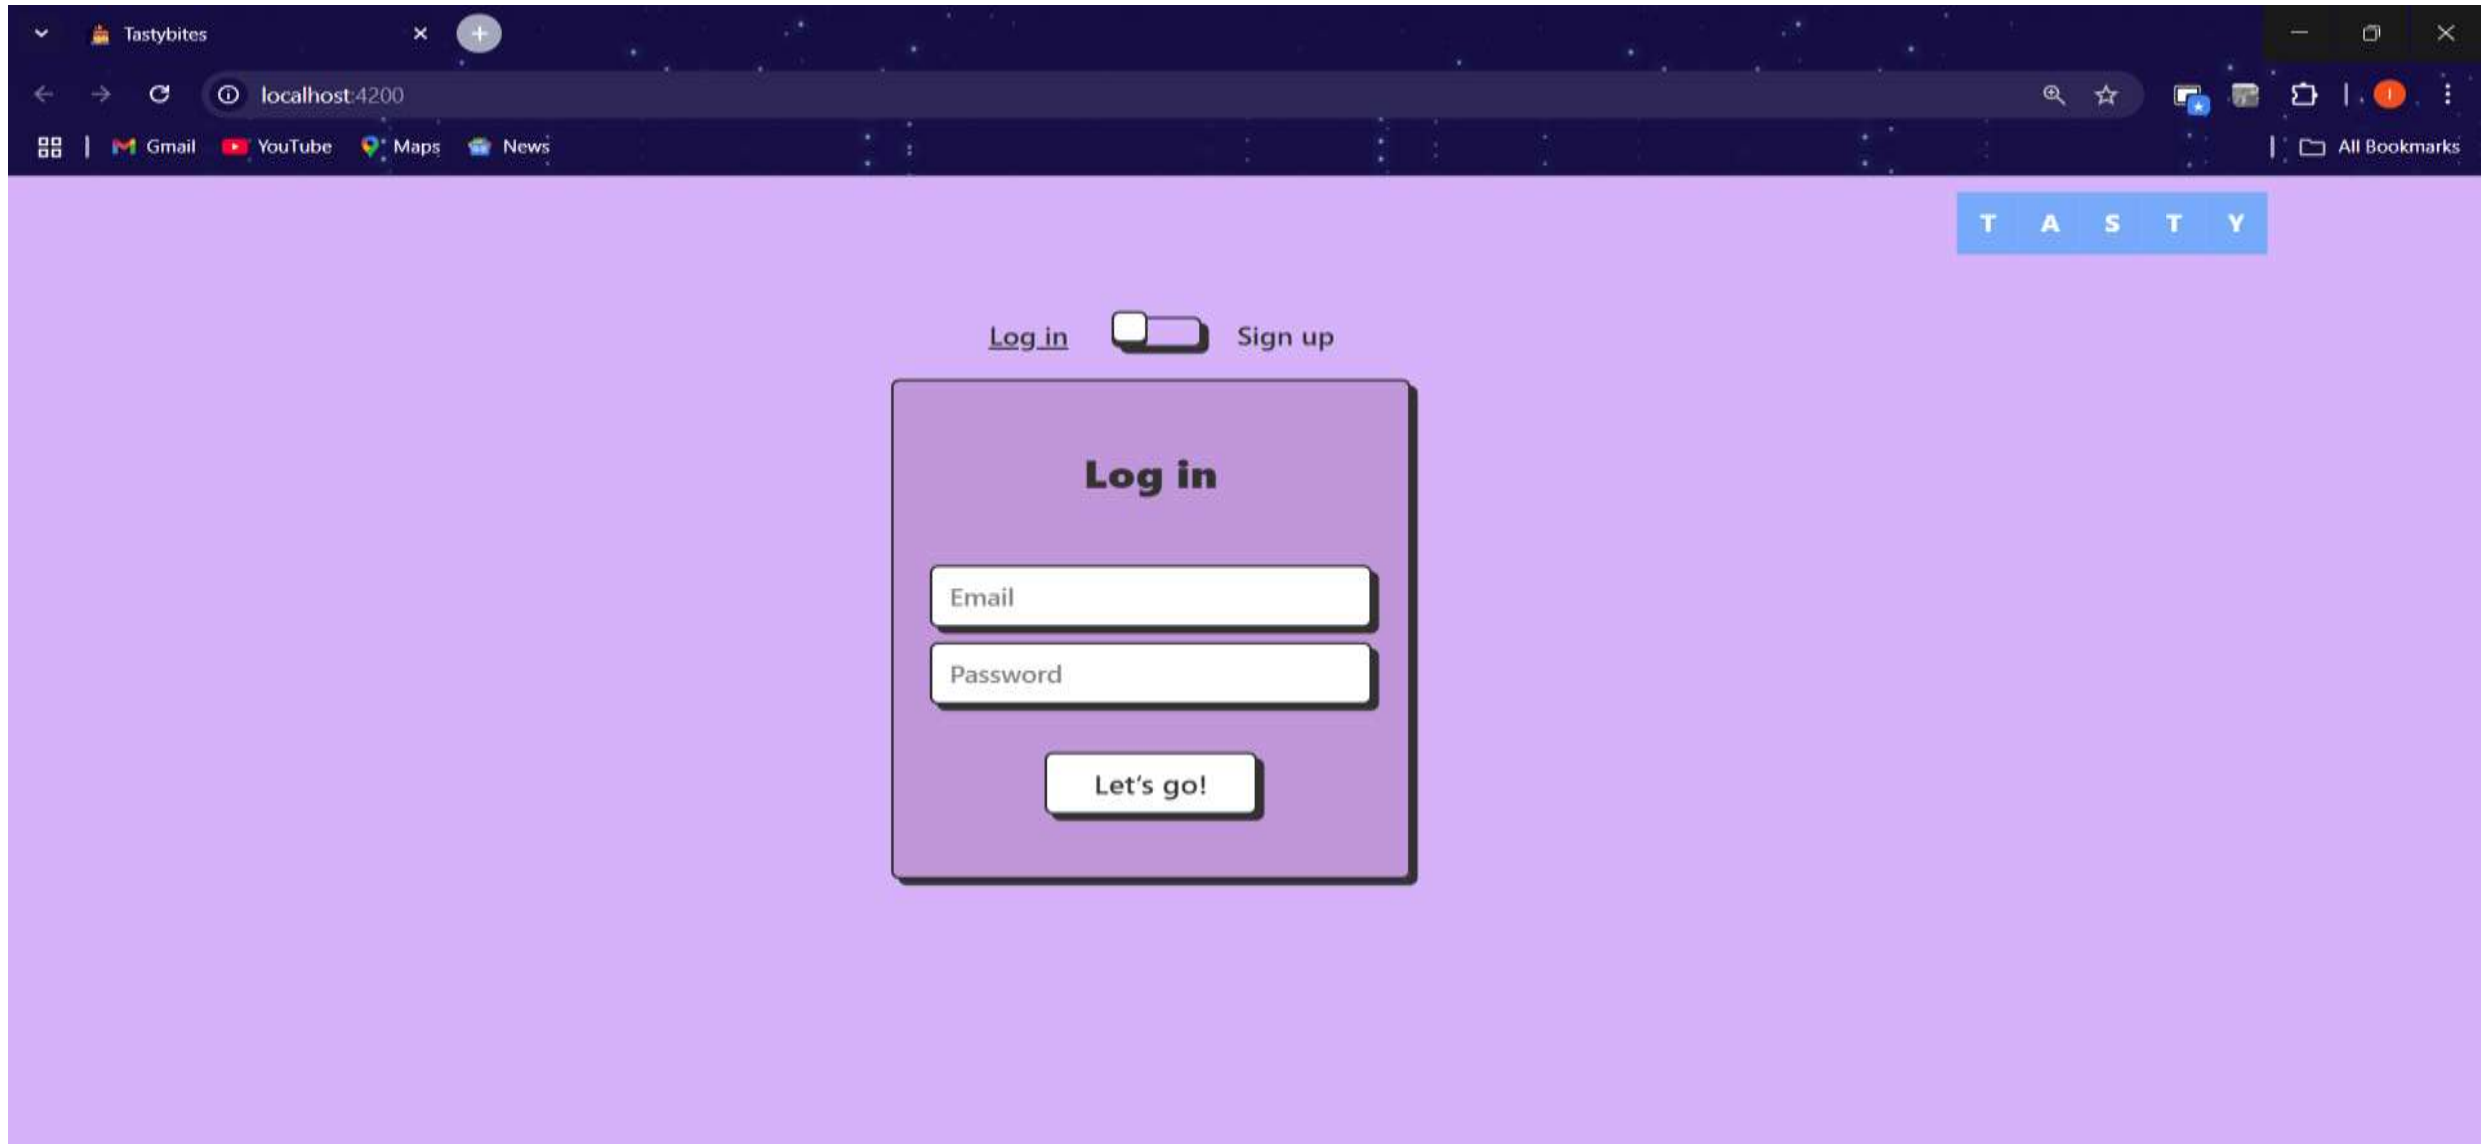 Tastybites
localhost:4200
Gmail YouTube Maps News All Bookmarks
T A S T Y
Log in Sign up
Log in
Email
Password
Let's go!